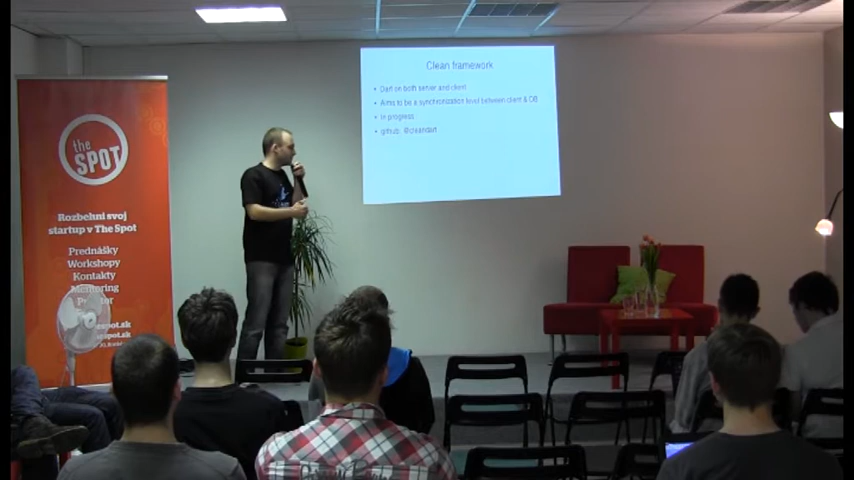 the
SPOT
Rozbehni svoj
startup v The Spot
Prednášky
Workshopy
Kontakty
Mentoring
Clean framework
• Dart on both server and client
• Aims to be a synchronization level between client & DB
• In progress
• github: @cleandart